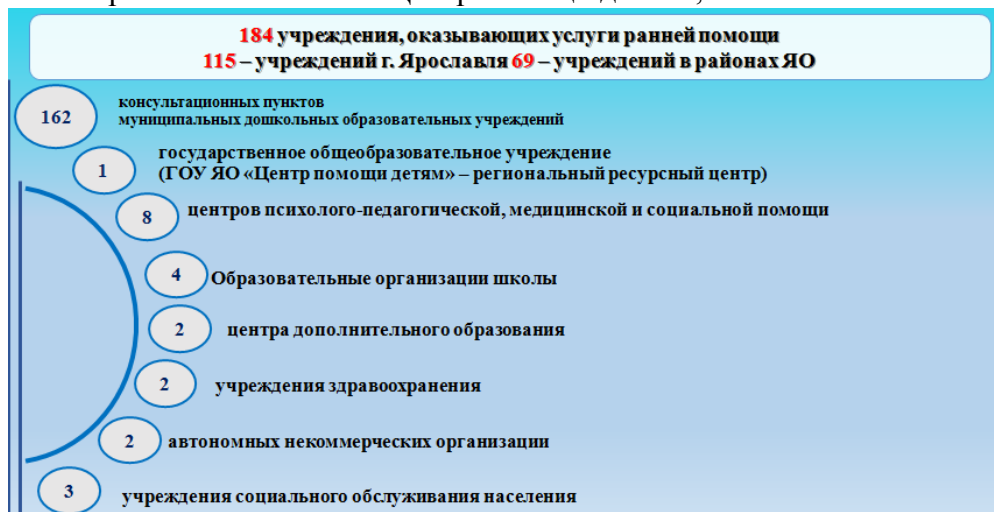 184 учреждения, оказывающих услуги ранней помощи
115 – учреждений г. Ярославля 69 – учреждений в районах ЯО
162
консультационных пунктов
муниципальных дошкольных образовательных учреждений
1
государственное общеобразовательное учреждение
(ГОУ ЯО «Центр помощи детям» – региональный ресурсный центр)
8
центров психолого-педагогической, медицинской и социальной помощи
4
Образовательные организации школы
2
центра дополнительного образования
2
учреждения здравоохранения
2
автономных некоммерческих организации
3
учреждения социального обслуживания населения